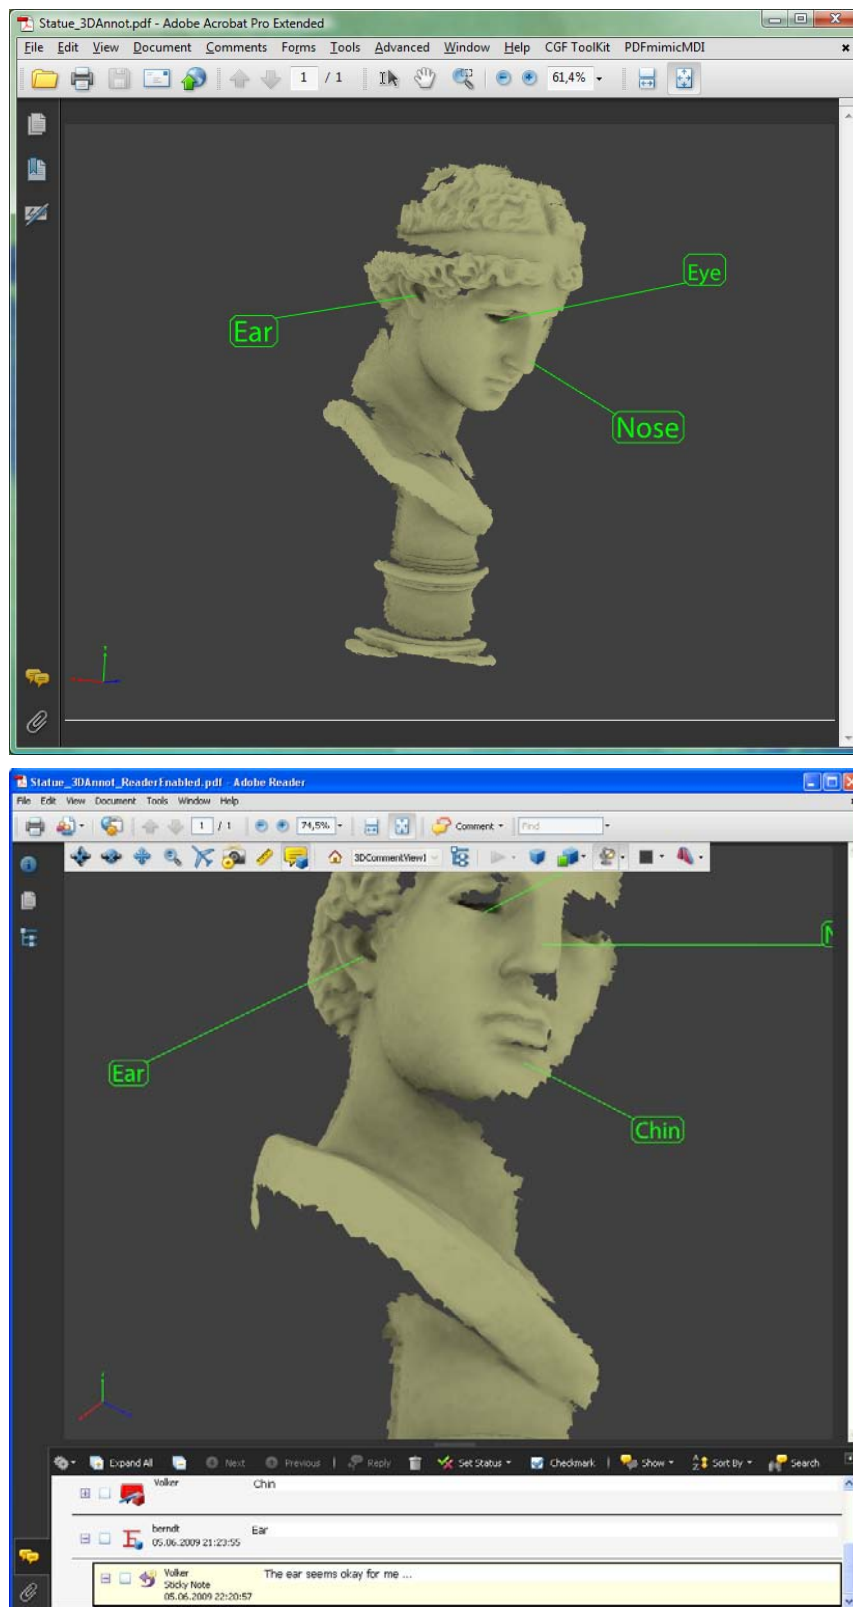 Statue_3DAnnot.pdf - Adobe Acrobat Pro Extended
File Edit View Document Comments Forms Tools Advanced Window Help CGF ToolKit PDFmimicMDI
1 / 1 61,4%
Eye
Ear
Nose
Statue_3DAnnot_ReaderEnabled.pdf - Adobe Reader
File Edit View Document Tools Window Help
1 / 1 74,5% Comment Find
3DCommentView1
N
Ear
Chin
Expand All Next Previous Reply Set Status Checkmark Show Sort By Search
Volker Chin
berndt Ear
05.06.2009 21:23:55
Volker The ear seems okay for me ...
Sticky Note
05.06.2009 22:20:57